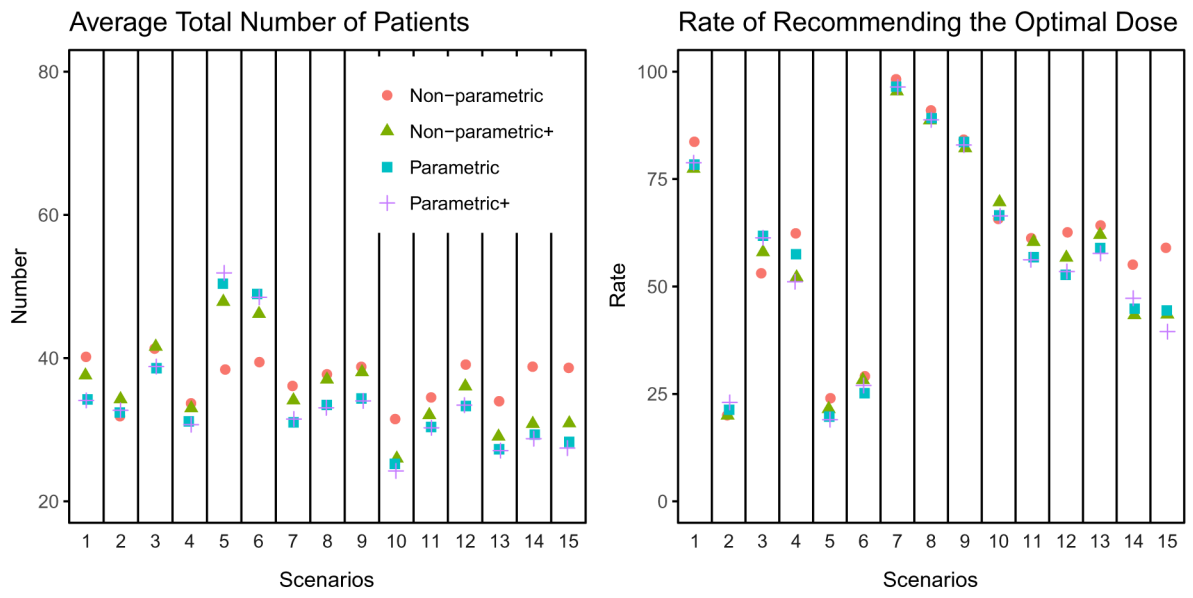 Average Total Number of Patients
80
60
40
20
Number
Non−parametric
Non−parametric+
Parametric
Parametric+
1 2 3 4 5 6 7 8 9 10 11 12 13 14 15
Scenarios
Rate of Recommending the Optimal Dose
100
75
50
25
0
Rate
1 2 3 4 5 6 7 8 9 10 11 12 13 14 15
Scenarios